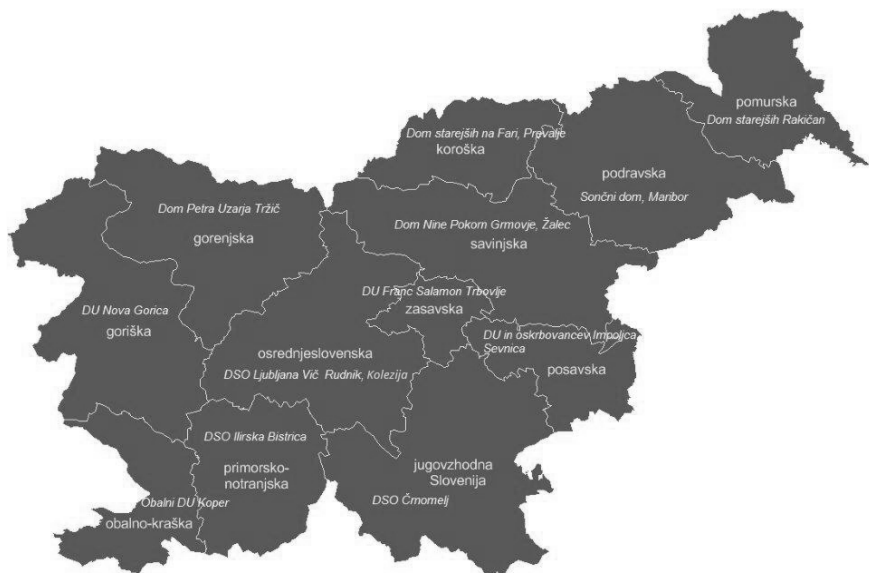 pomurska
Dom starejših Rakičan
Dom starejših na Fari, Prevalje
koroška
podravska
Sončni dom, Maribor
Dom Petra Uzarja Tržič
gorenjska
Dom Nine Pokorn Grmovje, Žalec
savinjska
DU Franc Salamon Trbovlje
zasavska
DU Nova Gorica
goriška
DU in oskrbovancev Impoljca,
Sevnica
posavska
osrednjeslovenska
DSO Ljubljana Vič Rudnik, Kolezija
DSO Ilirska Bistrica
primorsko-
notranjska
jugovzhodna
Slovenija
DSO Črnomelj
Obalni DU Koper
obalno-kraška